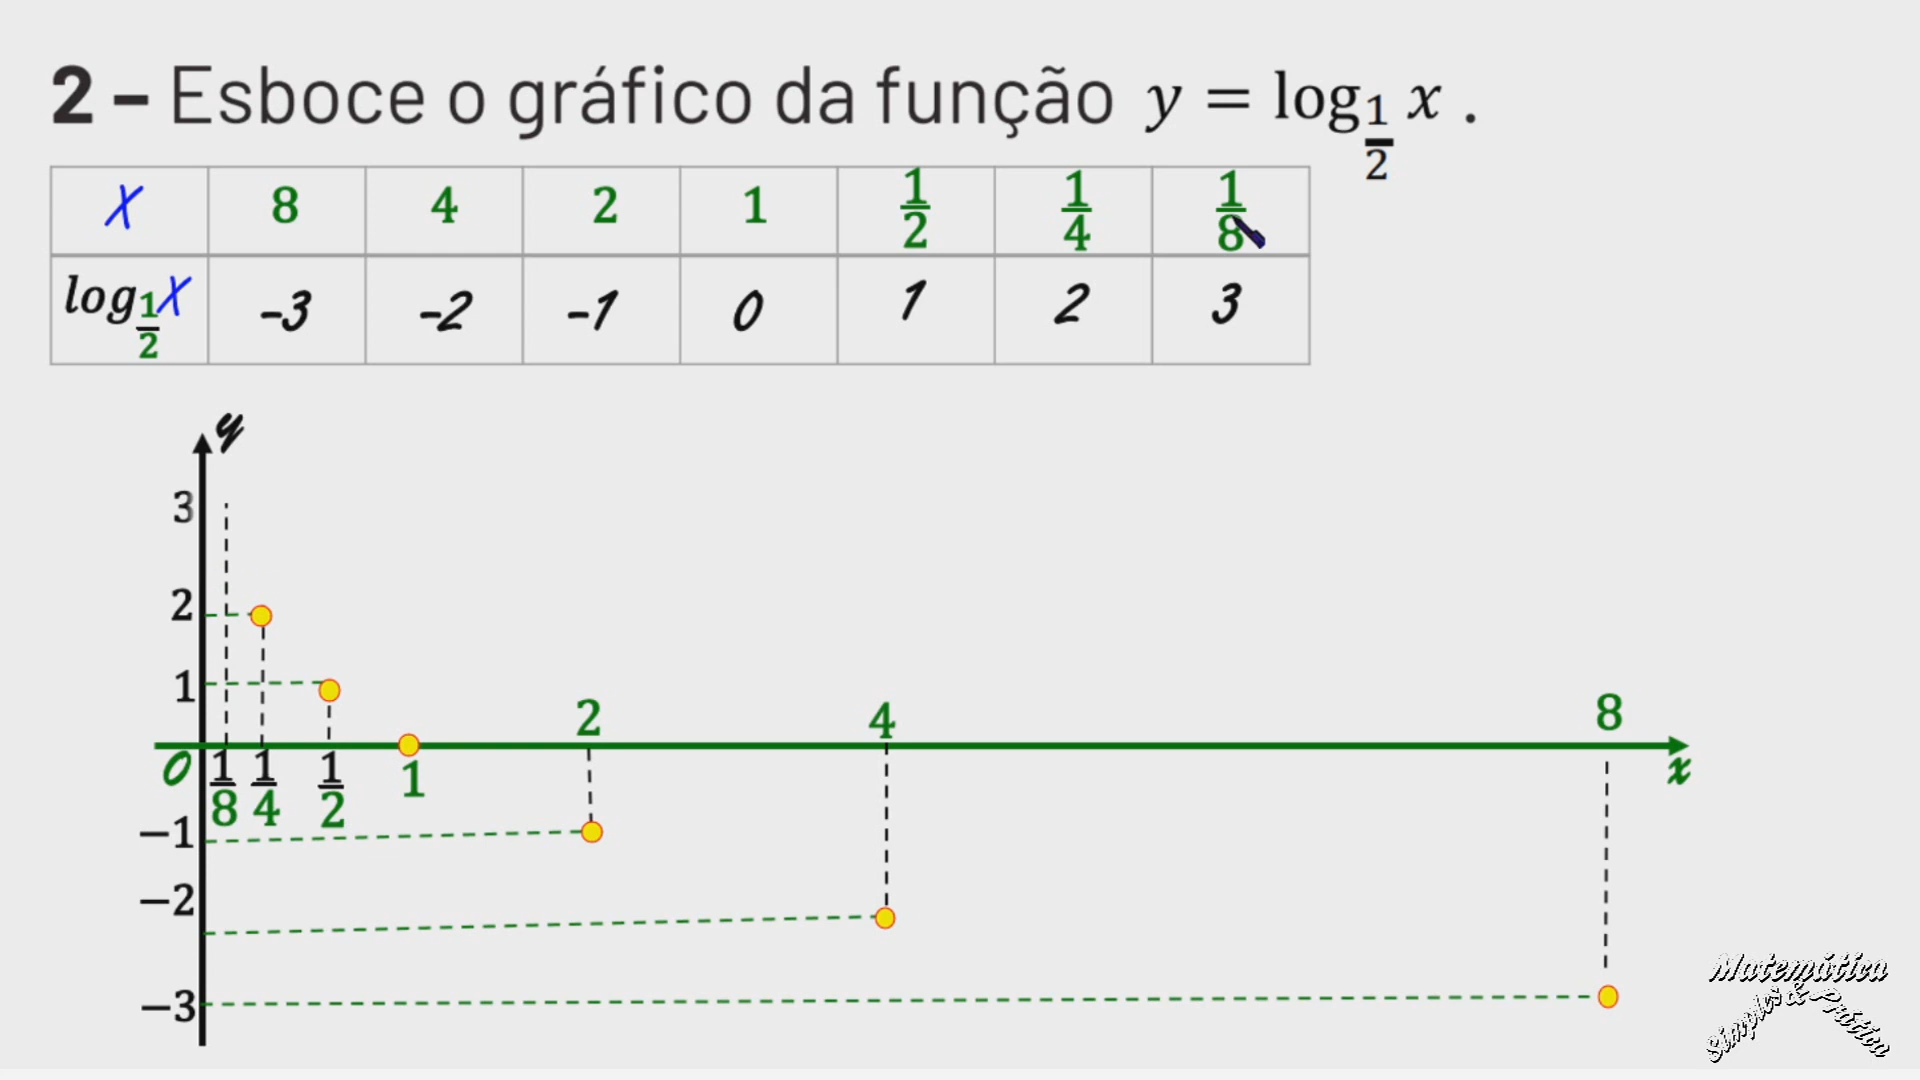 2 – Esboce o gráfico da função y = log 1/2 x .
X 8 4 2 1 1/2 1/4 1/8
log 1/2 X -3 -2 -1 0 1 2 3
y
3
2
1
2 4 8
0 1/8 1/4 1/2 1 x
−1
−2
−3
Matemática
Simples & Prática